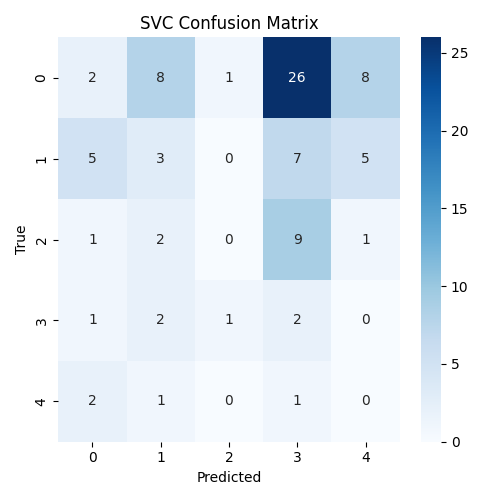 SVC Confusion Matrix
0 2 8 1 26 8
1 5 3 0 7 5
2 1 2 0 9 1
3 1 2 1 2 0
4 2 1 0 1 0
0 1 2 3 4
Predicted
True
25
20
15
10
5
0